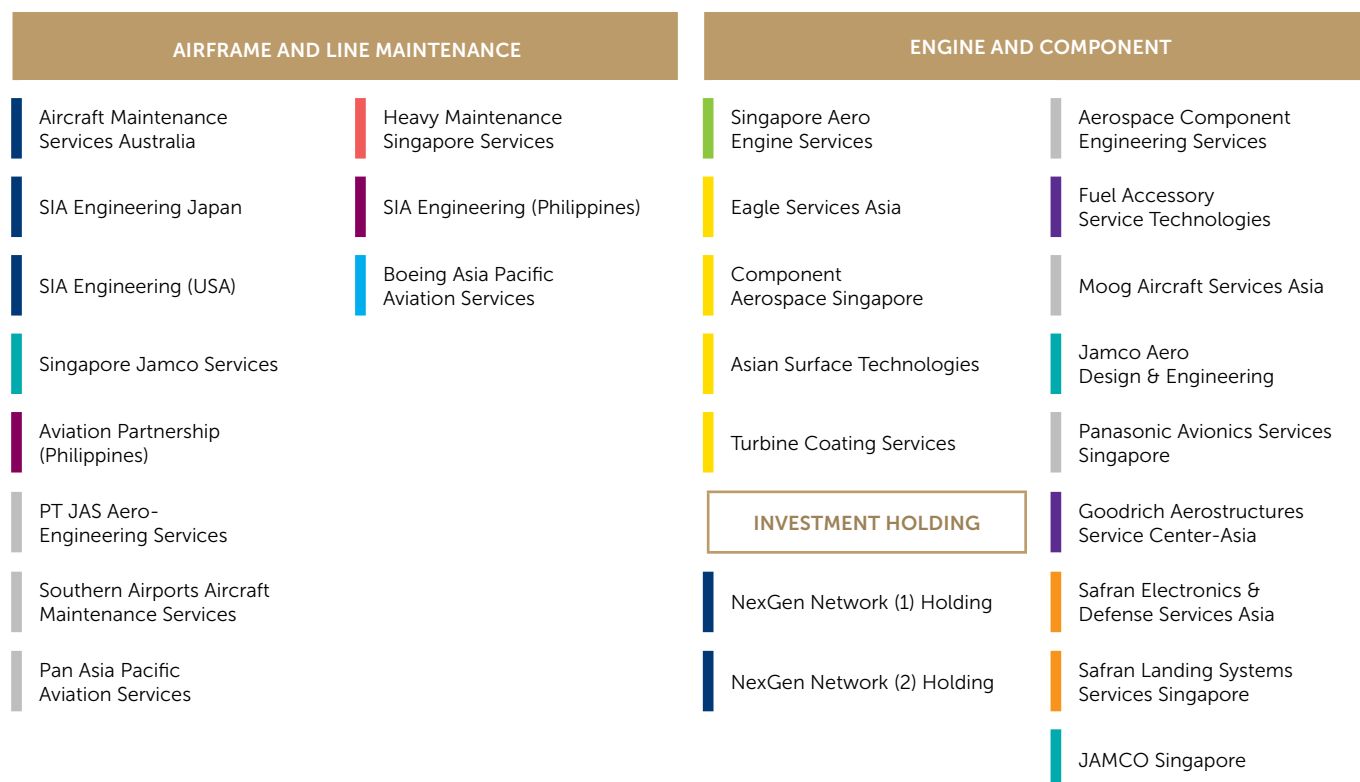 AIRFRAME AND LINE MAINTENANCE
Aircraft Maintenance
Services Australia
SIA Engineering Japan
SIA Engineering (USA)
Singapore Jamco Services
Aviation Partnership
(Philippines)
PT JAS Aero-
Engineering Services
Southern Airports Aircraft
Maintenance Services
Pan Asia Pacific
Aviation Services
Heavy Maintenance
Singapore Services
SIA Engineering (Philippines)
Boeing Asia Pacific
Aviation Services
ENGINE AND COMPONENT
Singapore Aero
Engine Services
Eagle Services Asia
Component
Aerospace Singapore
Asian Surface Technologies
Turbine Coating Services
INVESTMENT HOLDING
NexGen Network (1) Holding
NexGen Network (2) Holding
Aerospace Component
Engineering Services
Fuel Accessory
Service Technologies
Moog Aircraft Services Asia
Jamco Aero
Design & Engineering
Panasonic Avionics Services
Singapore
Goodrich Aerostructures
Service Center-Asia
Safran Electronics &
Defense Services Asia
Safran Landing Systems
Services Singapore
JAMCO Singapore